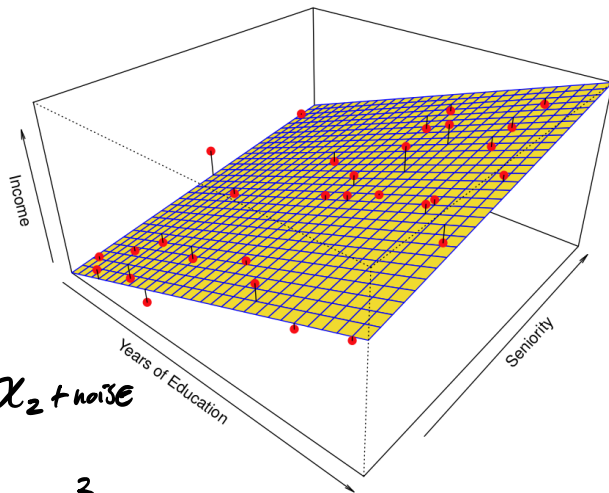 Income
Years of Education
Seniority
x₂ + noise
2